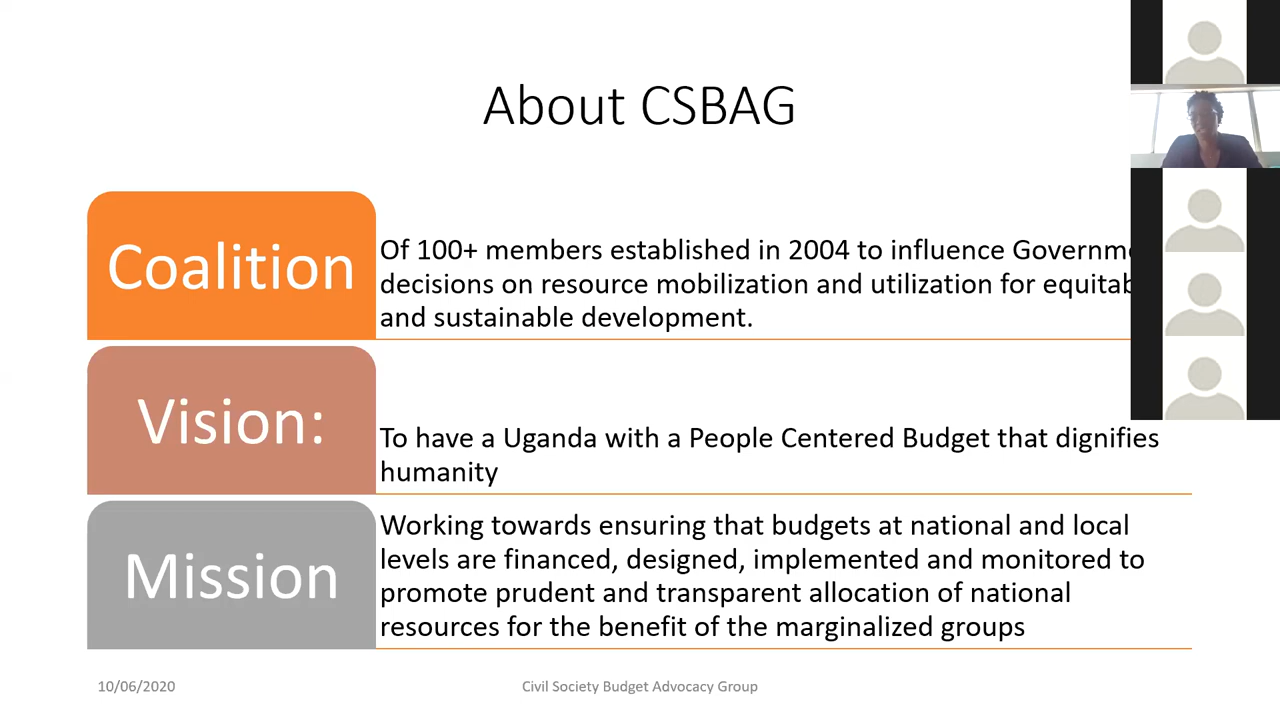 About CSBAG
Coalition
Of 100+ members established in 2004 to influence
decisions on resource mobilization and utilization for
and sustainable development.
Vision:
To have a Uganda with a People Centered Budget that dignifies
humanity
Mission
Working towards ensuring that budgets at national and local
levels are financed, designed, implemented and monitored to
promote prudent and transparent allocation of national
resources for the benefit of the marginalized groups
10/06/2020
Civil Society Budget Advocacy Group